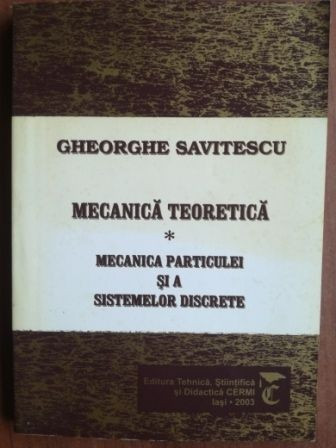 GHEORGHE SAVITESCU
MECANICĂ TEORETICĂ
*
MECANICA PARTICULEI
ŞI A
SISTEMELOR DISCRETE
Editura Tehnică, Ştiinţifică
şi Didactică CERMI
Iaşi • 2003